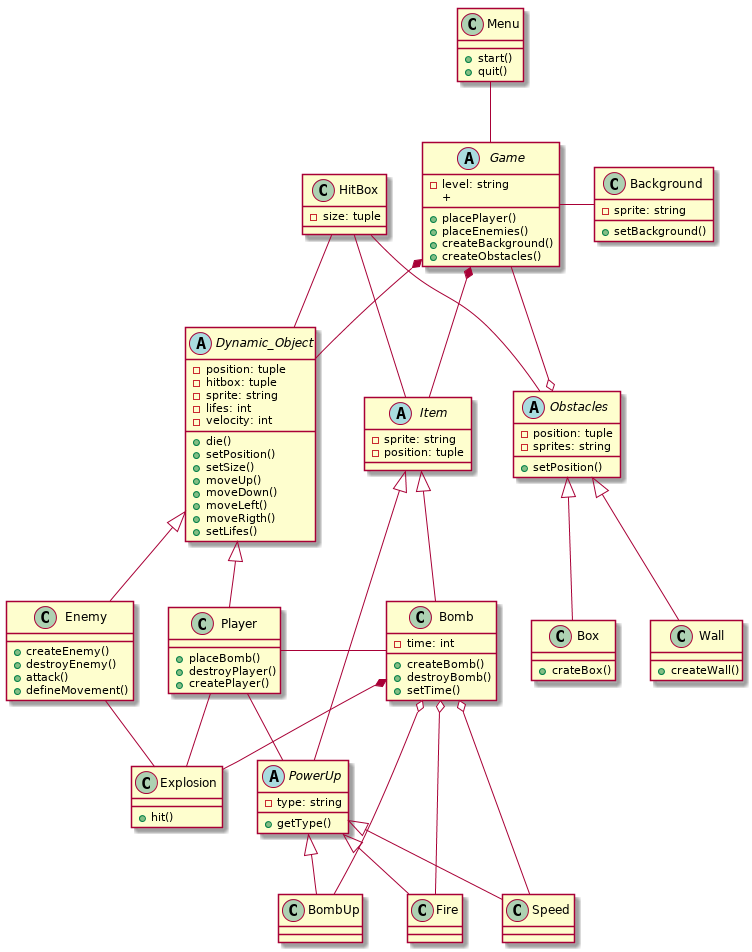 C Menu
start()
quit()
A Game
level: string
+
placePlayer()
placeEnemies()
createBackground()
createObstacles()
C HitBox
size: tuple
C Background
sprite: string
setBackground()
A Dynamic_Object
position: tuple
hitbox: tuple
sprite: string
lifes: int
velocity: int
die()
setPosition()
setSize()
moveUp()
moveDown()
moveLeft()
moveRigth()
setLifes()
A Item
sprite: string
position: tuple
A Obstacles
position: tuple
sprites: string
setPosition()
C Enemy
createEnemy()
destroyEnemy()
attack()
defineMovement()
C Player
placeBomb()
destroyPlayer()
createPlayer()
C Bomb
time: int
createBomb()
destroyBomb()
setTime()
C Box
crateBox()
C Wall
createWall()
C Explosion
hit()
A PowerUp
type: string
getType()
C BombUp
C Fire
C Speed